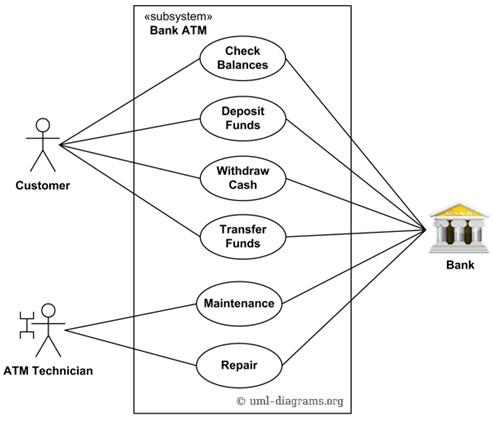 «subsystem»
Bank ATM
Check
Balances
Deposit
Funds
Customer
Withdraw
Cash
Transfer
Funds
Bank
Maintenance
ATM Technician
Repair
© uml-diagrams.org